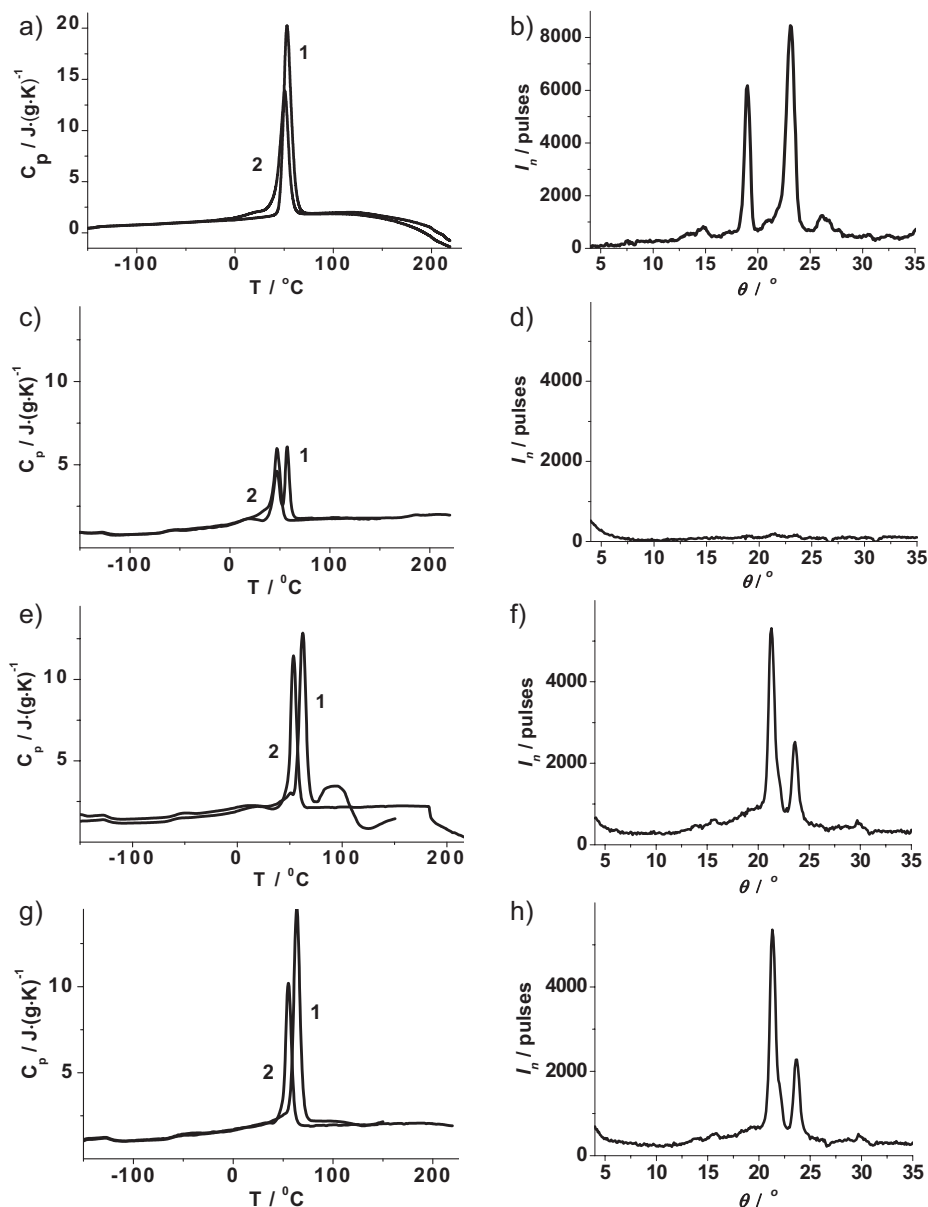 a)
20
15
10
5
0
C_p / J·(g·K)⁻¹
1
2
-100 0 100 200
T / °C
b)
8000
6000
4000
2000
0
I_n / pulses
5 10 15 20 25 30 35
θ / °
c)
10
5
C_p / J·(g·K)⁻¹
1
2
-100 0 100 200
T / ⁰C
d)
4000
2000
0
I_n / pulses
5 10 15 20 25 30 35
θ / °
e)
10
5
C_p / J·(g·K)⁻¹
1
2
-100 0 100 200
T / ⁰C
f)
4000
2000
0
I_n / pulses
5 10 15 20 25 30 35
θ / °
g)
10
5
C_p / J·(g·K)⁻¹
1
2
-100 0 100 200
T / ⁰C
h)
4000
2000
0
I_n / pulses
5 10 15 20 25 30 35
θ / °